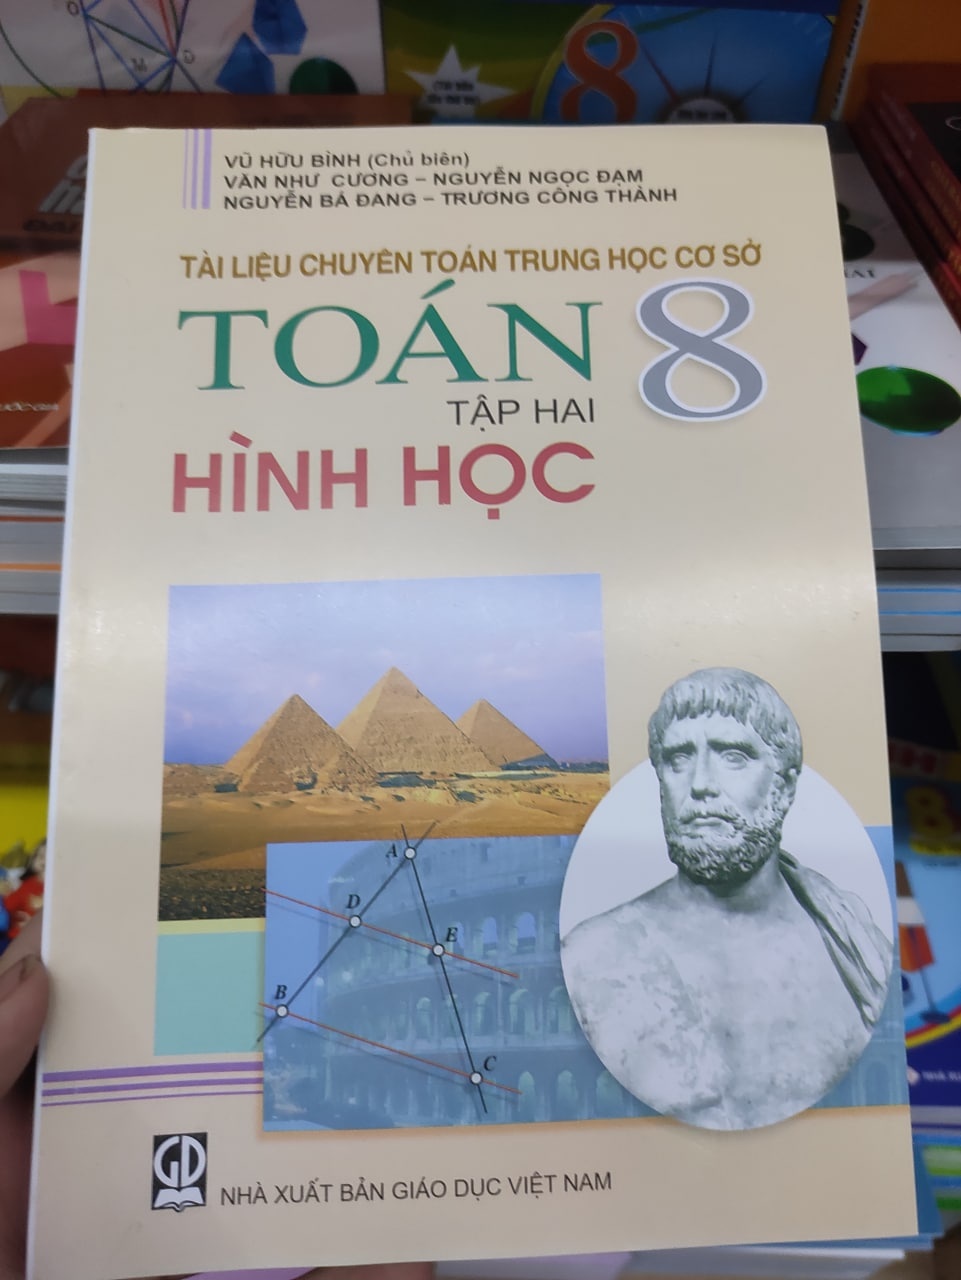 VŨ HỮU BÌNH (Chủ biên)
VĂN NHƯ CƯƠNG – NGUYỄN NGỌC ĐẠM
NGUYỄN BÁ ĐANG – TRƯƠNG CÔNG THÀNH
TÀI LIỆU CHUYÊN TOÁN TRUNG HỌC CƠ SỞ
TOÁN 8
TẬP HAI
HÌNH HỌC
A
D
E
B
C
GD
NHÀ XUẤT BẢN GIÁO DỤC VIỆT NAM
8
O
M
D
8